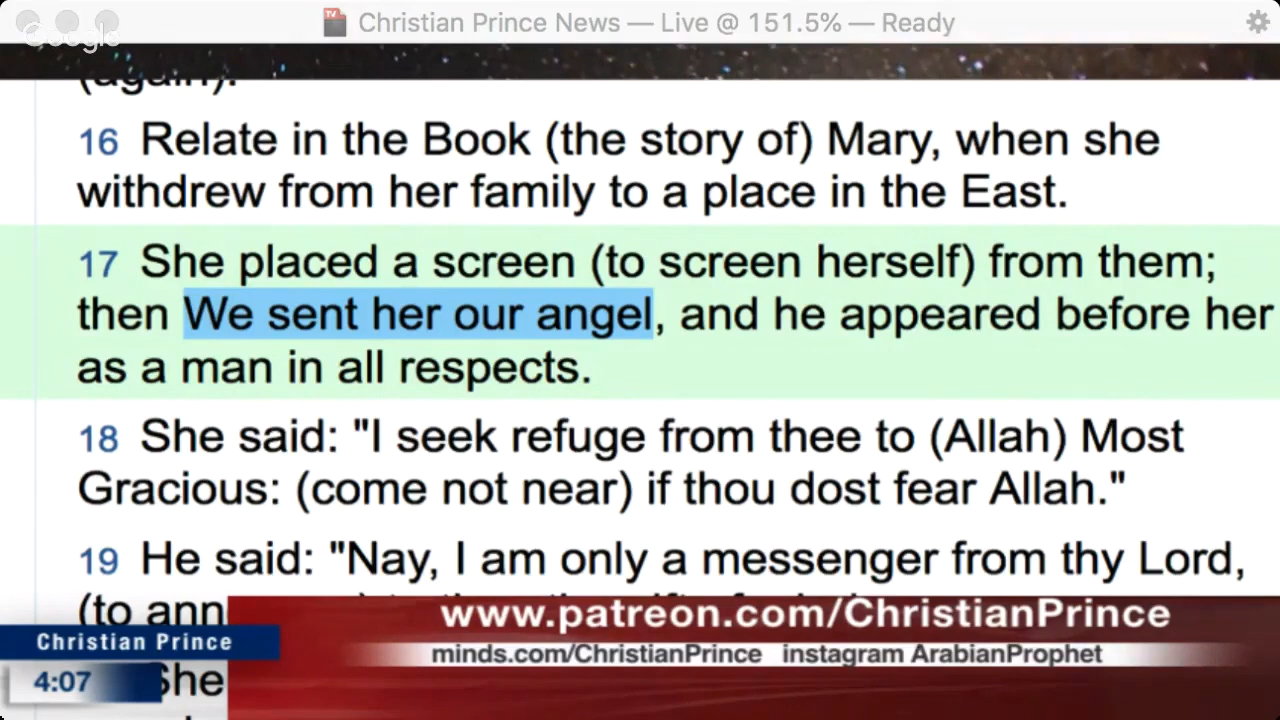 Christian Prince News — Live @ 151.5% — Ready
Google
(again).
16 Relate in the Book (the story of) Mary, when she
withdrew from her family to a place in the East.
17 She placed a screen (to screen herself) from them;
then We sent her our angel, and he appeared before her
as a man in all respects.
18 She said: "I seek refuge from thee to (Allah) Most
Gracious: (come not near) if thou dost fear Allah."
19 He said: "Nay, I am only a messenger from thy Lord,
(to
She
www.patreon.com/ChristianPrince
minds.com/ChristianPrince instagram ArabianProphet
Christian Prince
4:07